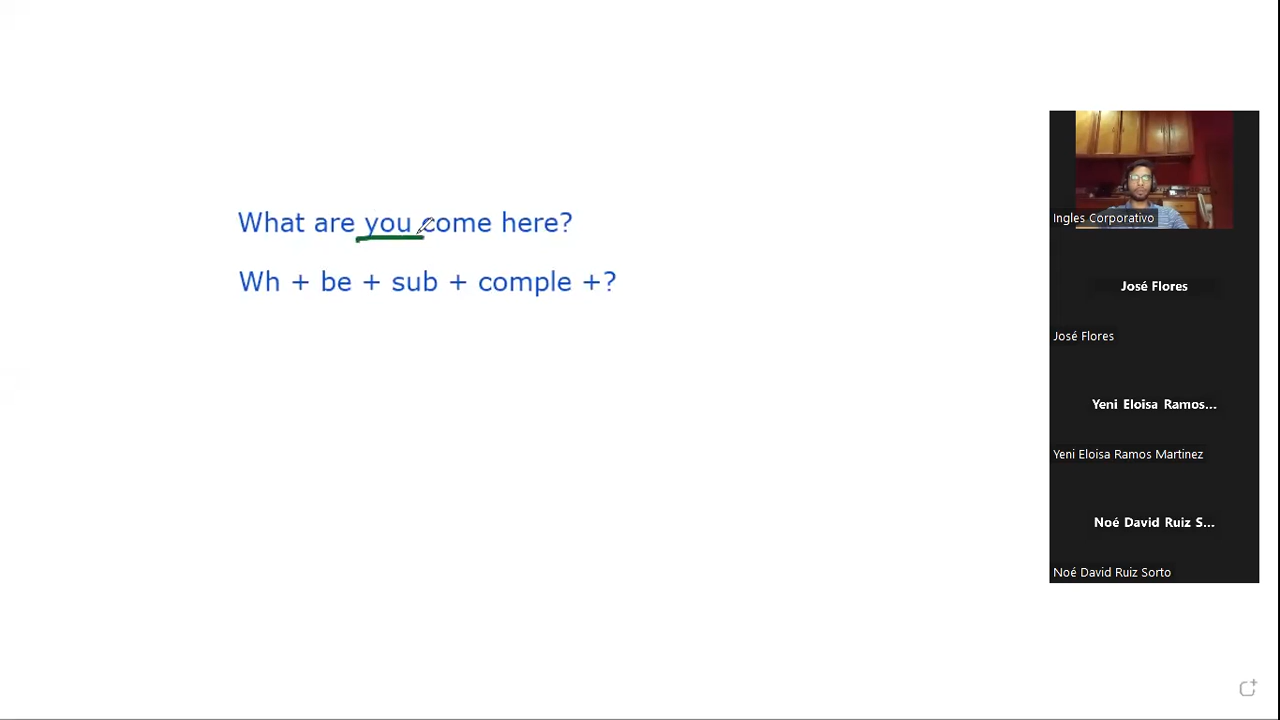 What are you come here?
Wh + be + sub + comple +?
Ingles Corporativo
José Flores
José Flores
Yeni Eloisa Ramos...
Yeni Eloisa Ramos Martinez
Noé David Ruiz S...
Noé David Ruiz Sorto